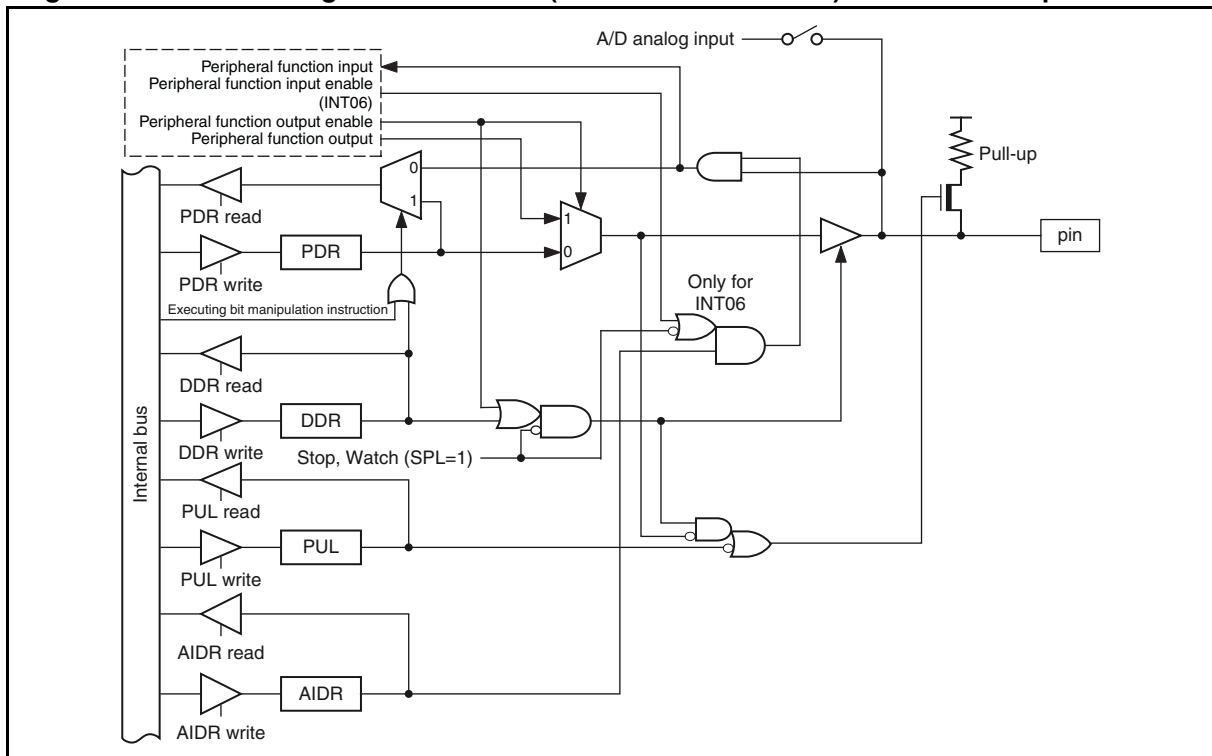 A/D analog input
Peripheral function input
Peripheral function input enable
(INT06)
Peripheral function output enable
Peripheral function output
Pull-up
0
1
PDR read
1
0
pin
PDR
PDR write
Only for
INT06
Executing bit manipulation instruction
DDR read
DDR
DDR write
Stop, Watch (SPL=1)
Internal bus
PUL read
PUL
PUL write
AIDR read
AIDR
AIDR write